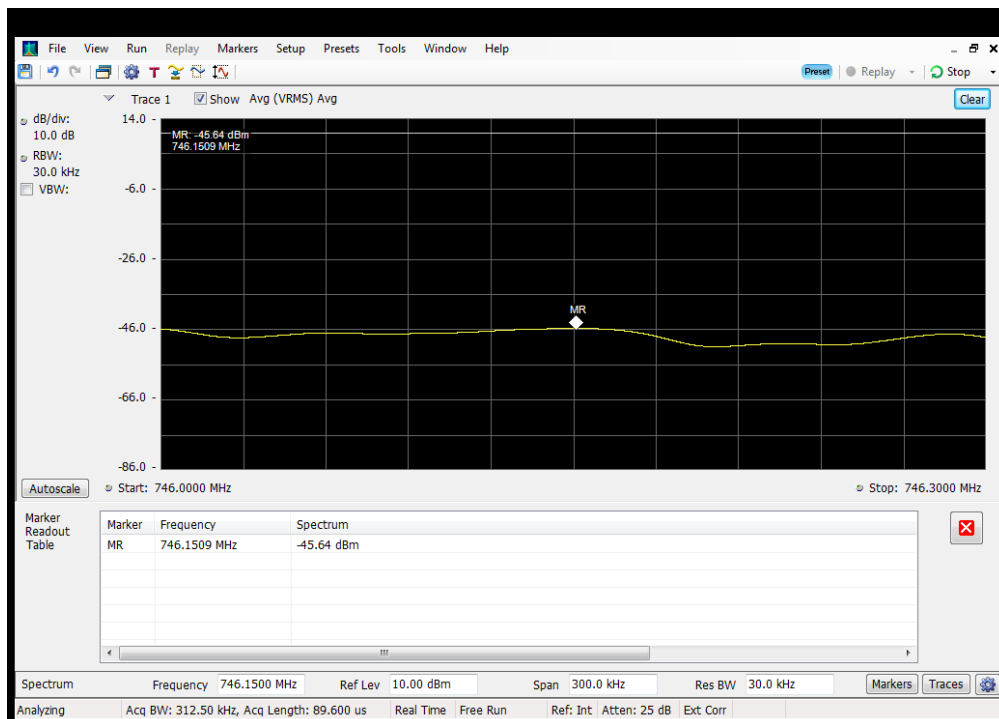 File View Run Replay Markers Setup Presets Tools Window Help
T Preset Replay Stop
Trace 1 Show Avg (VRMS) Avg Clear
dB/div:
10.0 dB
RBW:
30.0 kHz
VBW:
14.0
-6.0
-26.0
-46.0
-66.0
-86.0
MR: -45.64 dBm
746.1509 MHz
MR
Autoscale Start: 746.0000 MHz Stop: 746.3000 MHz
Marker
Readout
Table
Marker Frequency Spectrum
MR 746.1509 MHz -45.64 dBm
Spectrum Frequency 746.1500 MHz Ref Lev 10.00 dBm Span 300.0 kHz Res BW 30.0 kHz Markers Traces
Analyzing Acq BW: 312.50 kHz, Acq Length: 89.600 us Real Time Free Run Ref: Int Atten: 25 dB Ext Corr